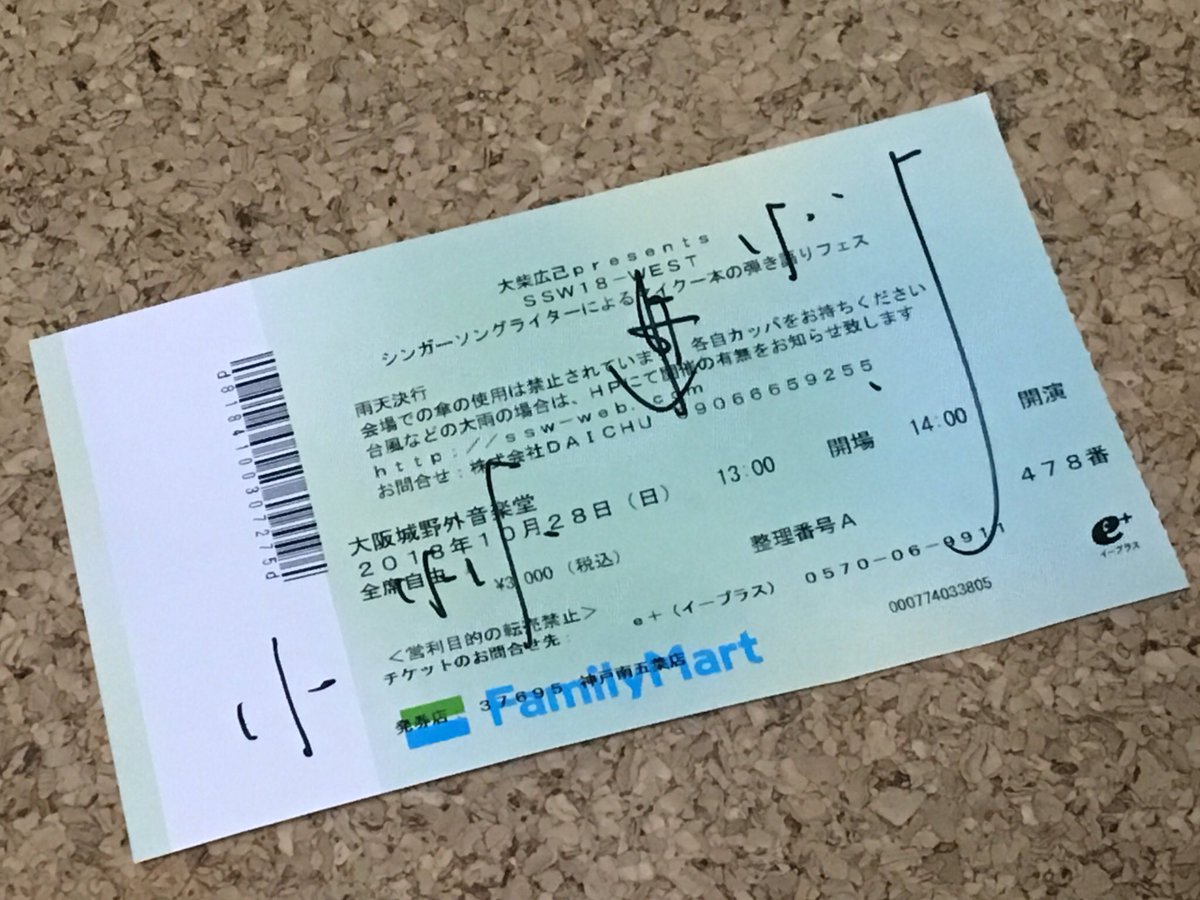 大柴広己presents
SSW18-WEST
シンガーソングライターによるマイク一本の弾き語りフェス
雨天決行
会場での傘の使用は禁止されています 各自カッパをお持ちください
台風などの大雨の場合は、HPにて開催の有無をお知らせ致します
http://ssw-web.com
お問合せ:株式会社DAICHU 09066659255
大阪城野外音楽堂
2018年10月28日(日) 13:00 開場 14:00 開演
全席自由 ¥3,000(税込) 整理番号A 478番
<営利目的の転売禁止>
チケットのお問合せ先: e+(イープラス) 0570-06-9911
000774033805
e+
イープラス
発券店 37695 神戸南五葉店
FamilyMart
d8184100307275d